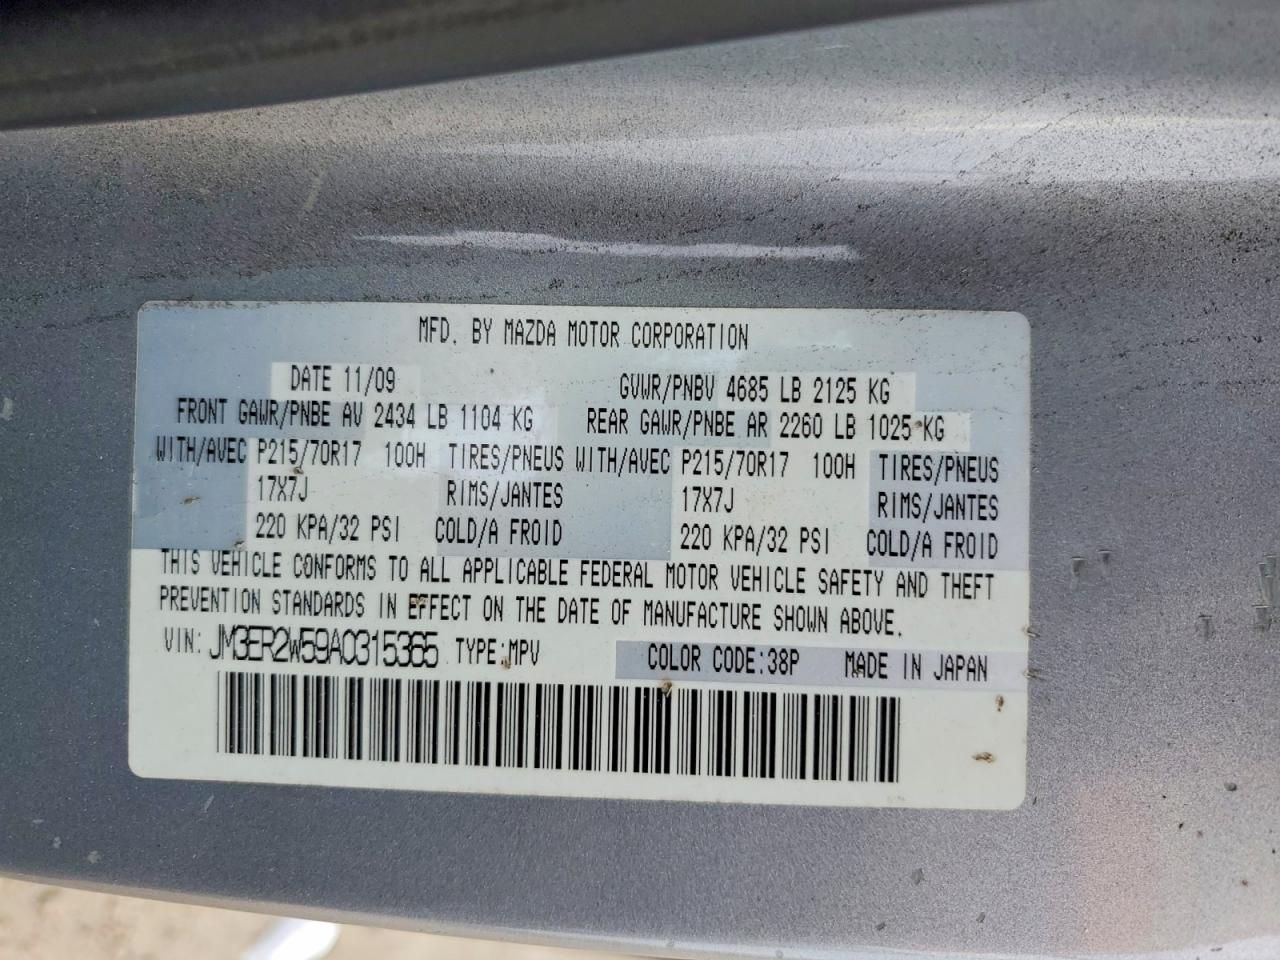 MFD. BY MAZDA MOTOR CORPORATION
DATE 11/09 GVWR/PNBV 4685 LB 2125 KG
FRONT GAWR/PNBE AV 2434 LB 1104 KG REAR GAWR/PNBE AR 2260 LB 1025 KG
WITH/AVEC P215/70R17 100H TIRES/PNEUS WITH/AVEC P215/70R17 100H TIRES/PNEUS
17X7J RIMS/JANTES 17X7J RIMS/JANTES
220 KPA/32 PSI COLD/A FROID 220 KPA/32 PSI COLD/A FROID
THIS VEHICLE CONFORMS TO ALL APPLICABLE FEDERAL MOTOR VEHICLE SAFETY AND THEFT
PREVENTION STANDARDS IN EFFECT ON THE DATE OF MANUFACTURE SHOWN ABOVE.
VIN: JM3ER2W59A0315365 TYPE:MPV COLOR CODE:38P MADE IN JAPAN